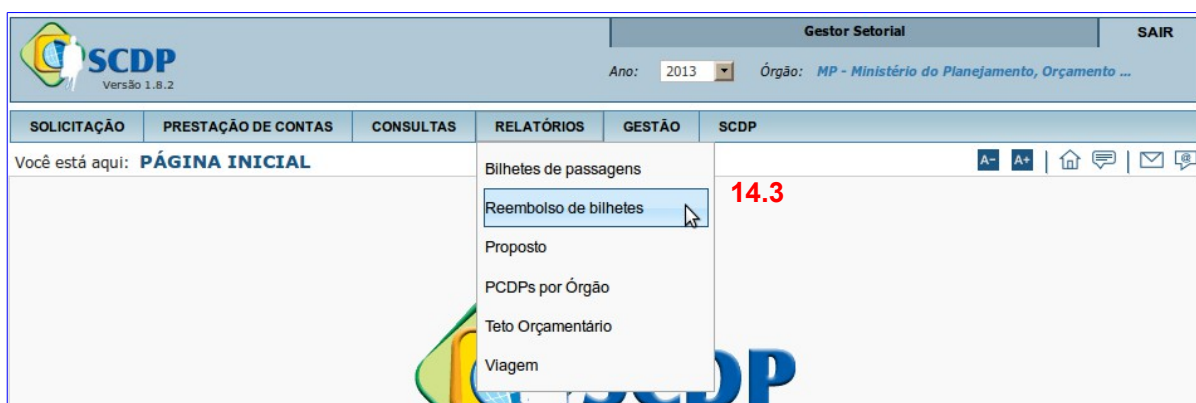 Gestor Setorial SAIR
SCDP
Versão 1.8.2
Ano: 2013 Órgão: MP - Ministério do Planejamento, Orçamento ...
SOLICITAÇÃO PRESTAÇÃO DE CONTAS CONSULTAS RELATÓRIOS GESTÃO SCDP
Você está aqui: PÁGINA INICIAL A- A+
Bilhetes de passagens
Reembolso de bilhetes 14.3
Proposto
PCDPs por Órgão
Teto Orçamentário
Viagem
SCDP